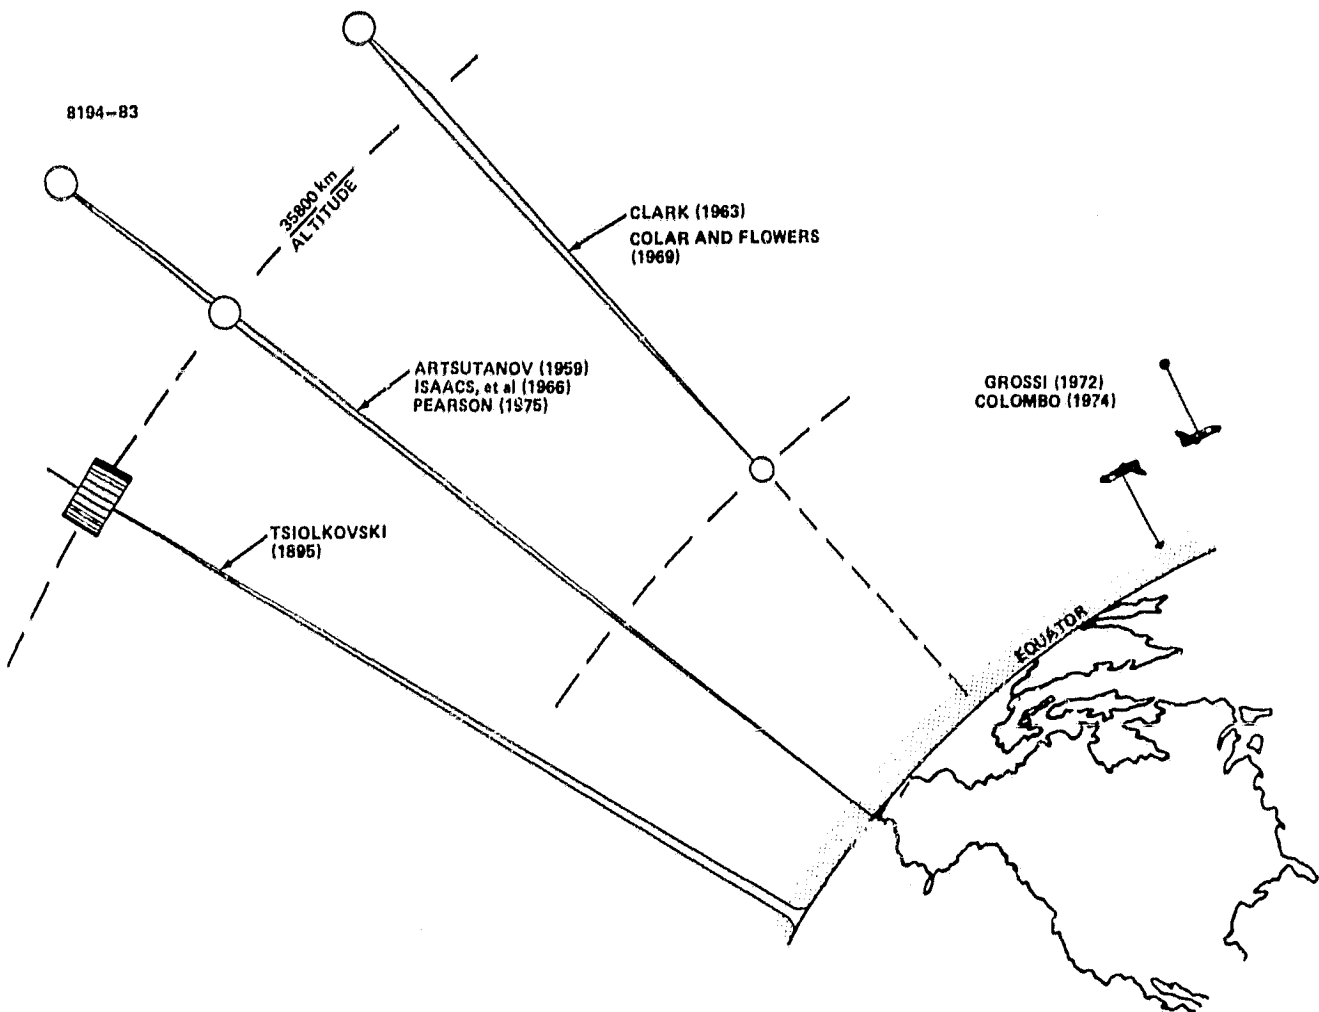 8194-83
35800 km
ALTITUDE
CLARK (1963)
COLAR AND FLOWERS
(1969)
ARTSUTANOV (1959)
ISAACS, et al (1966)
PEARSON (1975)
GROSSI (1972)
COLOMBO (1974)
TSIOLKOVSKI
(1895)
EQUATOR